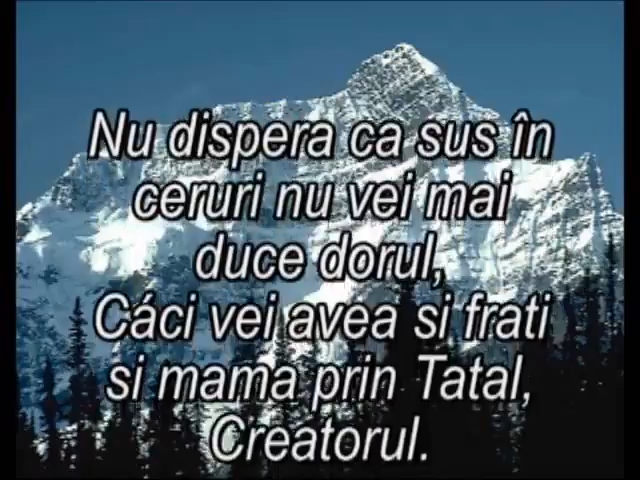 Nu dispera ca sus în
ceruri nu vei mai
duce dorul,
Cáci vei avea si frati
si mama prin Tatal,
Creatorul.